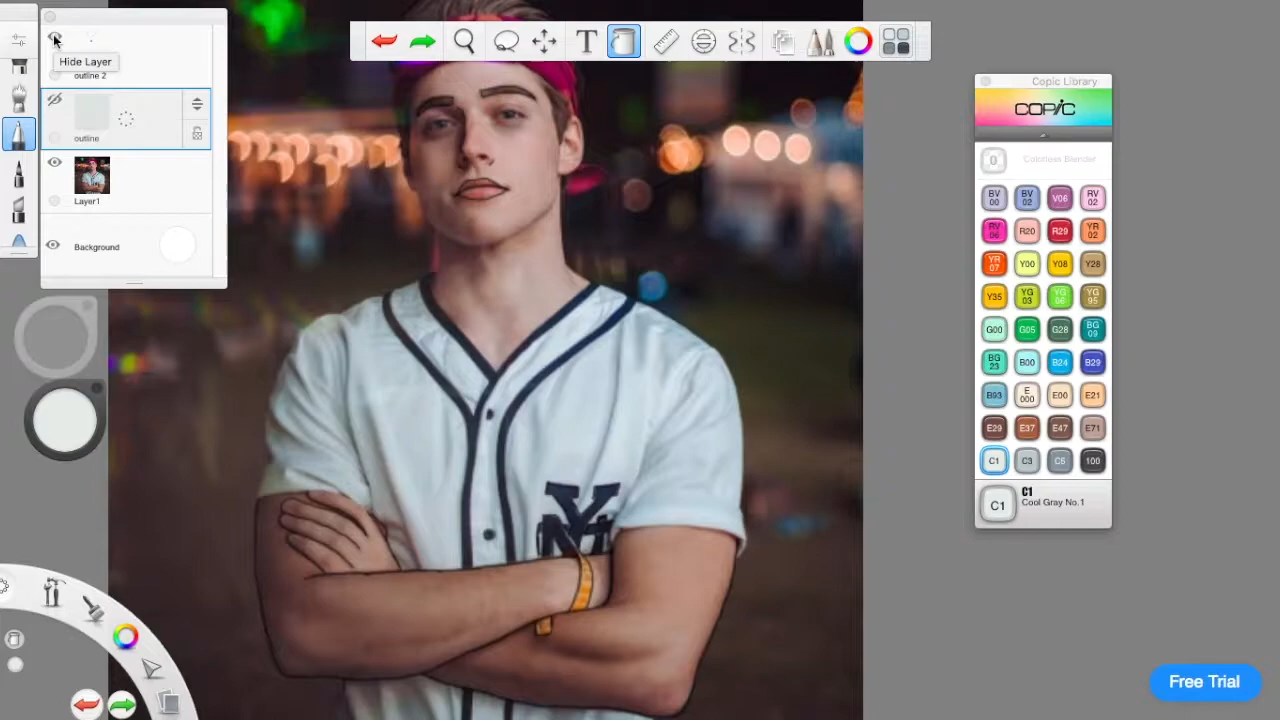 Hide Layer
outline 2
outline
Layer1
Background
T
Copic Library
COPIC
0 Colorless Blender
BV 00 BV 02 V06 RV 02
RV 06 R20 R29 YR 02
YR 07 Y00 Y08 Y28
Y35 YG 03 YG 06 YG 95
G00 G05 G28 BG 09
BG 23 B00 B24 B29
B93 E 000 E00 E21
E29 E37 E47 E71
C1 C3 C5 100
C1
C1
Cool Gray No.1
Free Trial